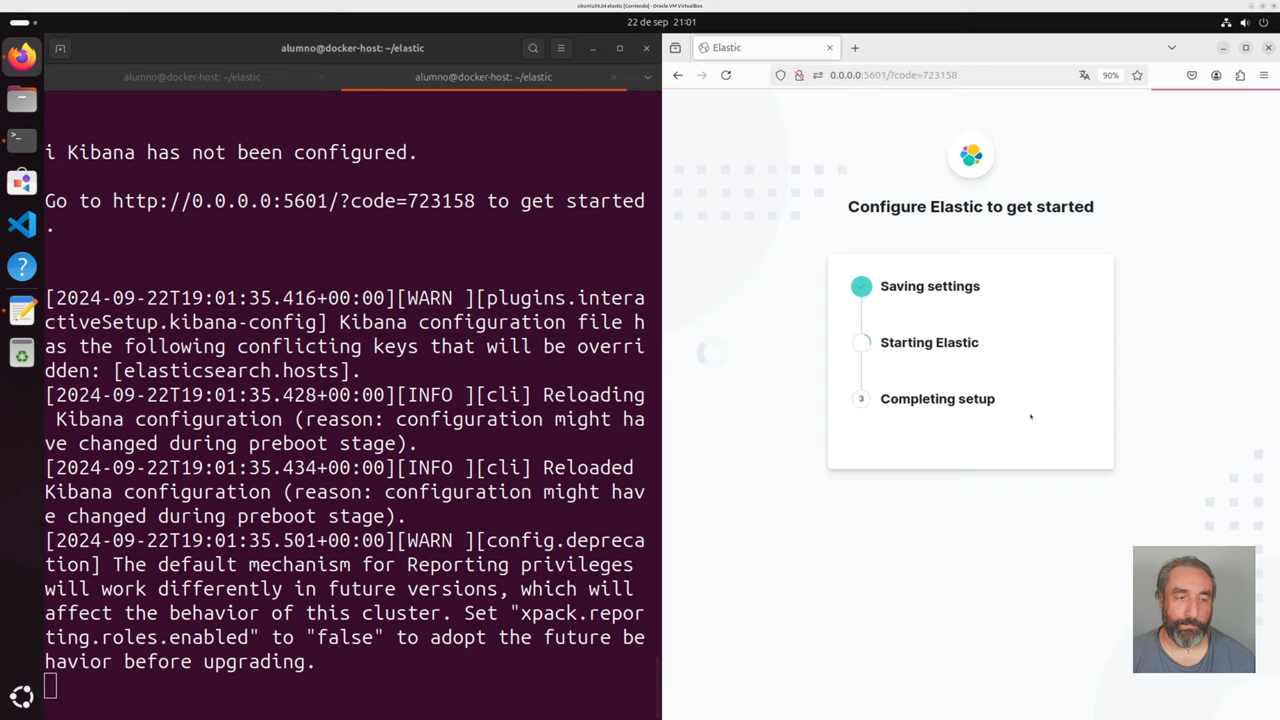 ubuntu24.04 elastic [Corriendo] - Oracle VM VirtualBox
22 de sep 21:01
alumno@docker-host: ~/elastic
alumno@docker-host: ~/elastic
alumno@docker-host: ~/elastic
i Kibana has not been configured.
Go to http://0.0.0.0:5601/?code=723158 to get started
.
[2024-09-22T19:01:35.416+00:00][WARN ][plugins.intera
ctiveSetup.kibana-config] Kibana configuration file h
as the following conflicting keys that will be overri
dden: [elasticsearch.hosts].
[2024-09-22T19:01:35.428+00:00][INFO ][cli] Reloading
 Kibana configuration (reason: configuration might ha
ve changed during preboot stage).
[2024-09-22T19:01:35.434+00:00][INFO ][cli] Reloaded
Kibana configuration (reason: configuration might hav
e changed during preboot stage).
[2024-09-22T19:01:35.501+00:00][WARN ][config.depreca
tion] The default mechanism for Reporting privileges
will work differently in future versions, which will
affect the behavior of this cluster. Set "xpack.repor
ting.roles.enabled" to "false" to adopt the future be
havior before upgrading.
Elastic
0.0.0.0:5601/?code=723158
90%
Configure Elastic to get started
Saving settings
Starting Elastic
3 Completing setup